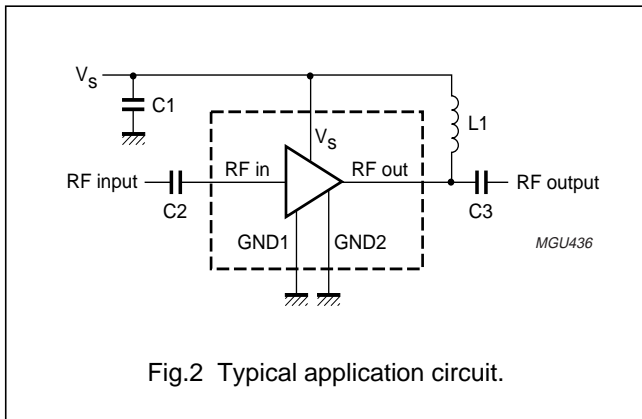 Vs
C1
L1
Vs
RF input
RF in
RF out
RF output
C2
C3
GND1
GND2
MGU436
Fig.2 Typical application circuit.